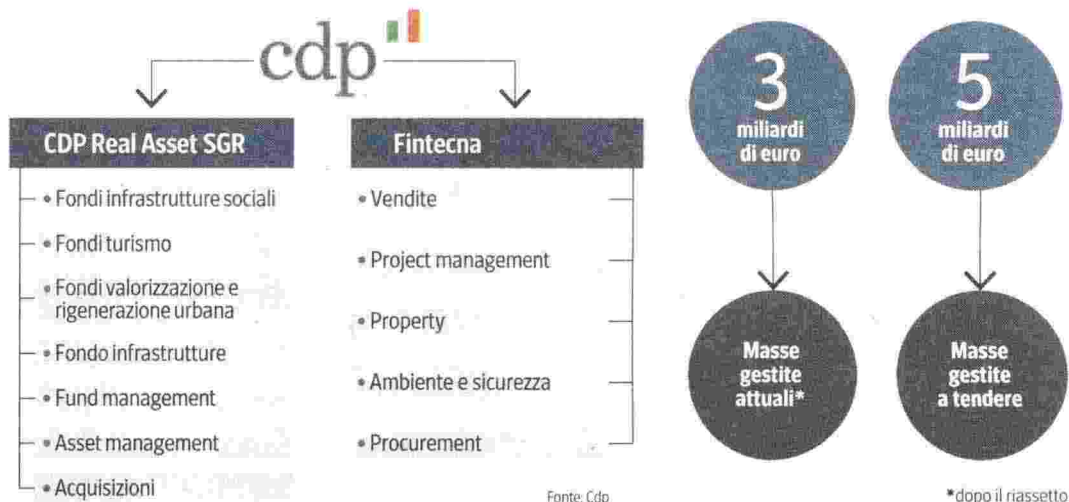 cdp
CDP Real Asset SGR
• Fondi infrastrutture sociali
• Fondi turismo
• Fondi valorizzazione e
rigenerazione urbana
• Fondo infrastrutture
• Fund management
• Asset management
• Acquisizioni
Fintecna
• Vendite
• Project management
• Property
• Ambiente e sicurezza
• Procurement
Fonte: Cdp
3
miliardi
di euro
Masse
gestite
attuali*
5
miliardi
di euro
Masse
gestite
a tendere
*dopo il riassetto